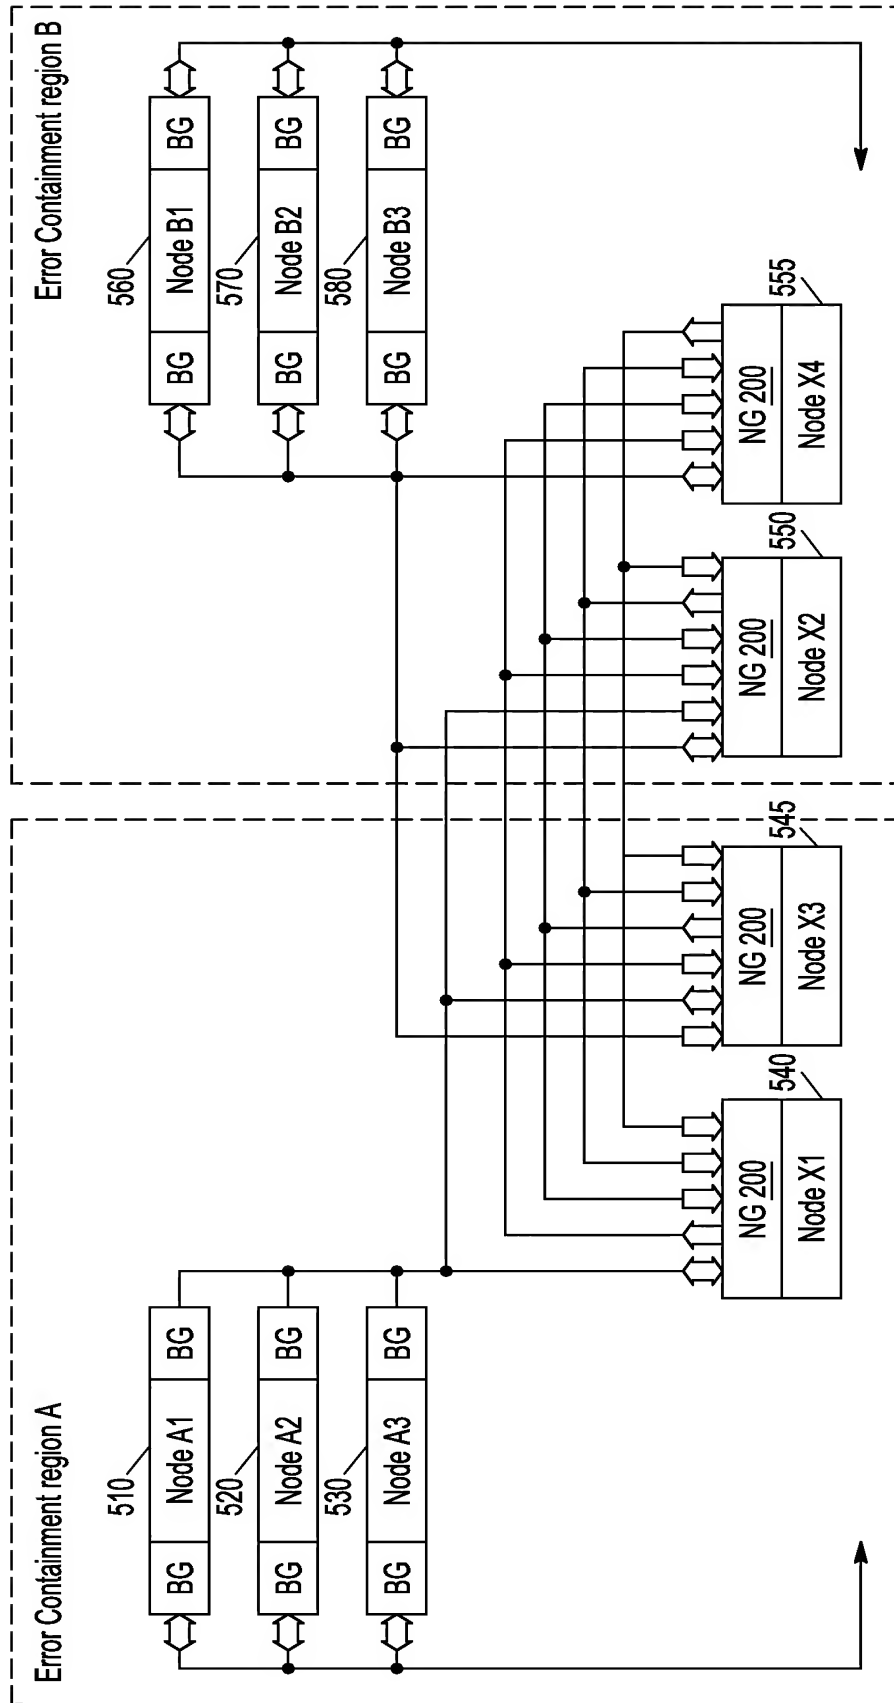 Error Containment region A
510
BG
Node A1
BG
520
BG
Node A2
BG
530
BG
Node A3
BG
540
NG 200
Node X1
545
NG 200
Node X3
Error Containment region B
560
BG
Node B1
BG
570
BG
Node B2
BG
580
BG
Node B3
BG
550
NG 200
Node X2
555
NG 200
Node X4